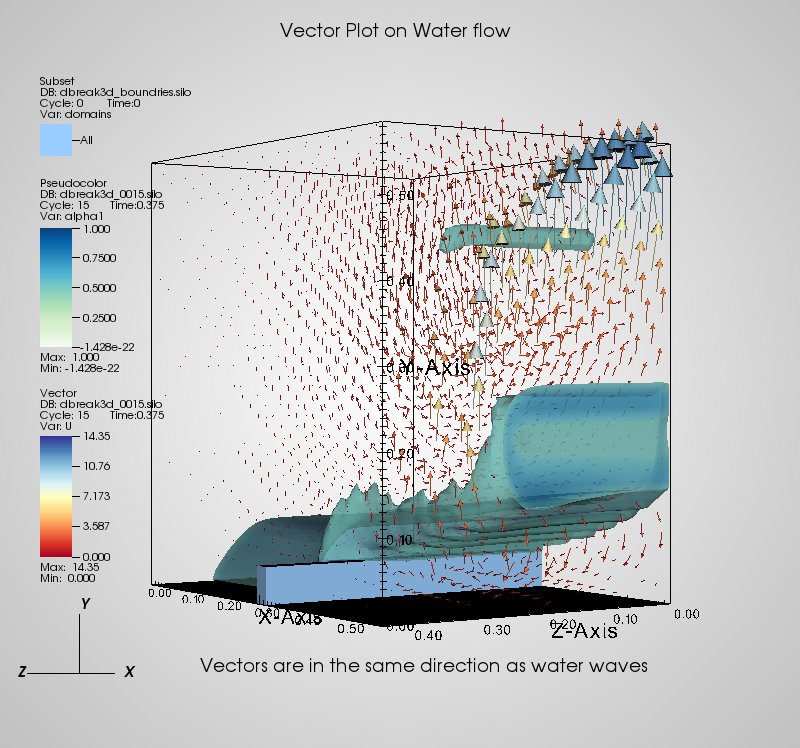 Vector Plot on Water flow
Subset
DB: dbreak3d_boundries.silo
Cycle: 0 Time:0
Var: domains
All
Pseudocolor
DB: dbreak3d_0015.silo
Cycle: 15 Time:0.375
Var: alpha1
1.000
0.7500
0.5000
0.2500
-1.428e-22
Max: 1.000
Min: -1.428e-22
Vector
DB: dbreak3d_0015.silo
Cycle: 15 Time:0.375
Var: U
14.35
10.76
7.173
3.587
0.000
Max: 14.35
Min: 0.000
0.50
0.40
Y-Axis
0.20
0.10
0.00
0.00
0.10
0.20
0.50
X-Axis
0.40
0.30
0.20
0.10
0.00
Z-Axis
Y
Z
X
Vectors are in the same direction as water waves